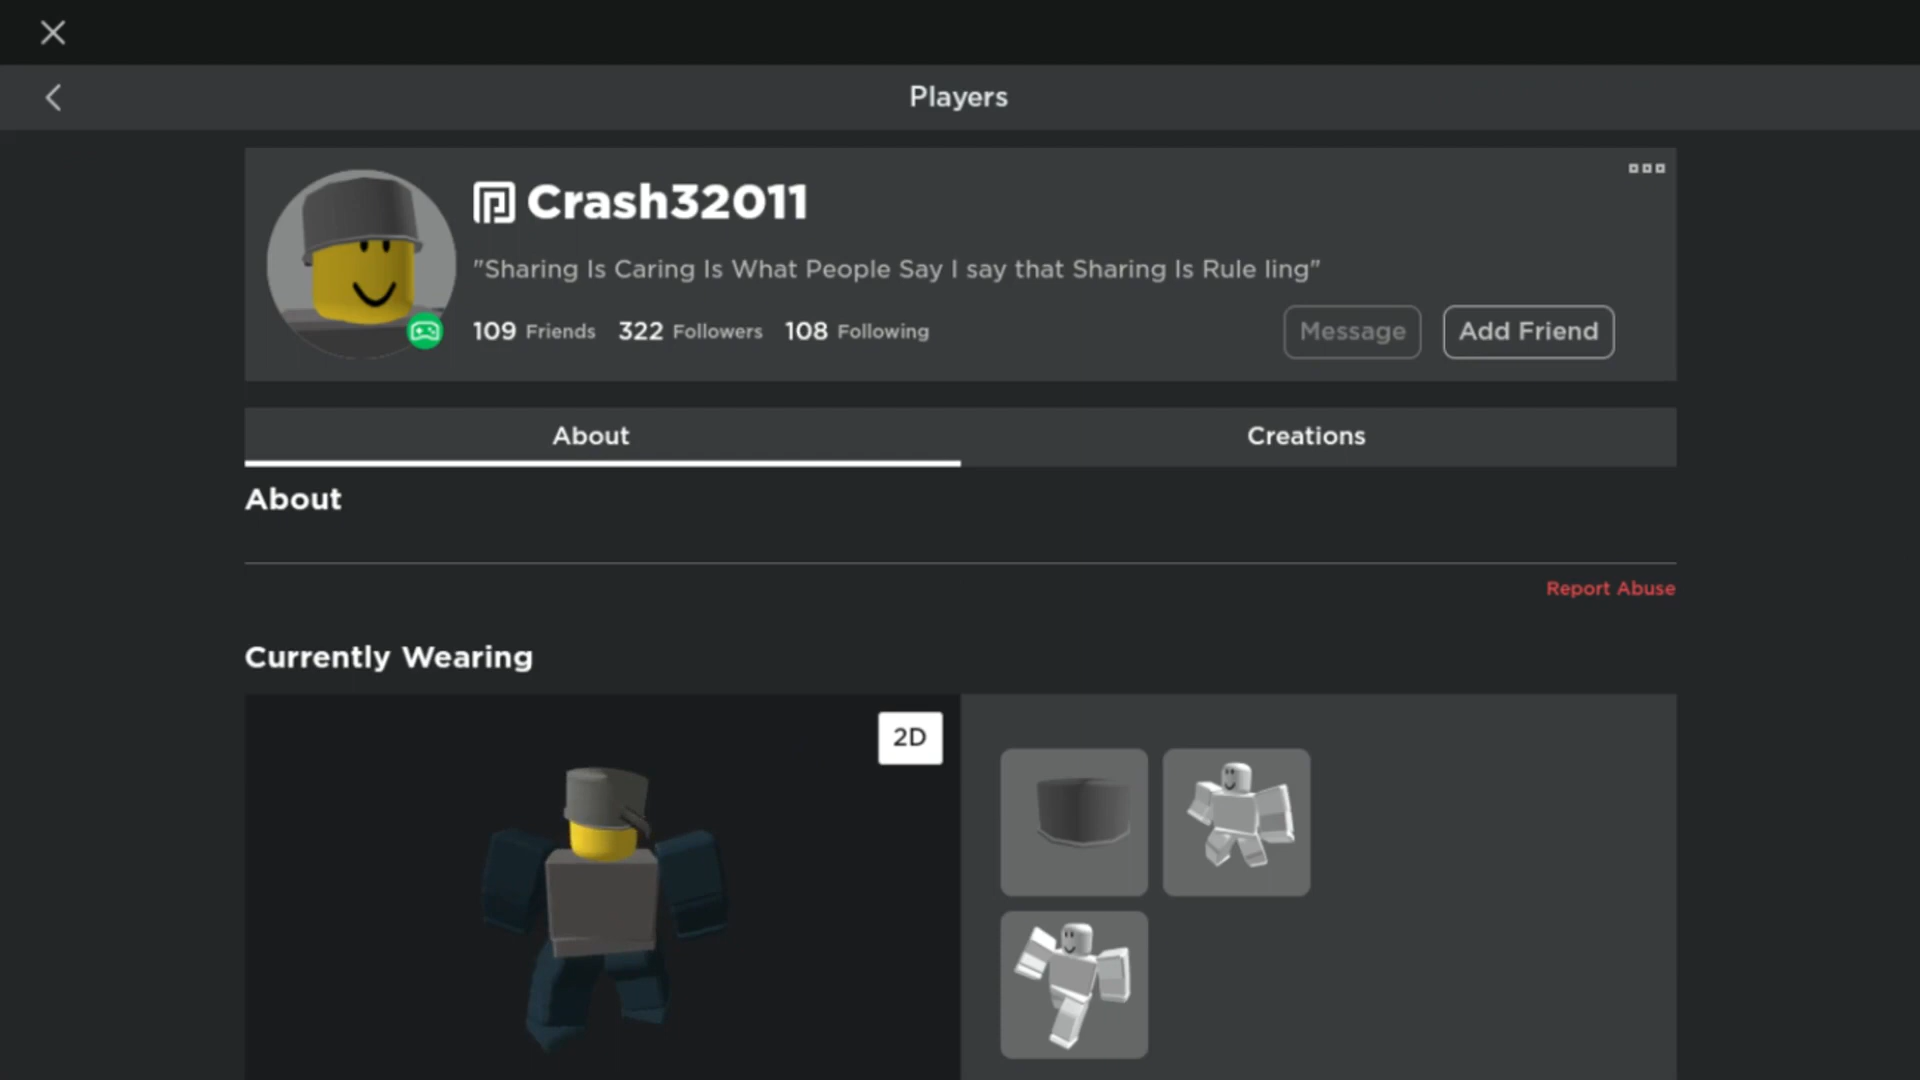 Players
Crash32011
"Sharing Is Caring Is What People Say I say that Sharing Is Rule ling"
109 Friends 322 Followers 108 Following
Message Add Friend
About Creations
About
Report Abuse
Currently Wearing
2D